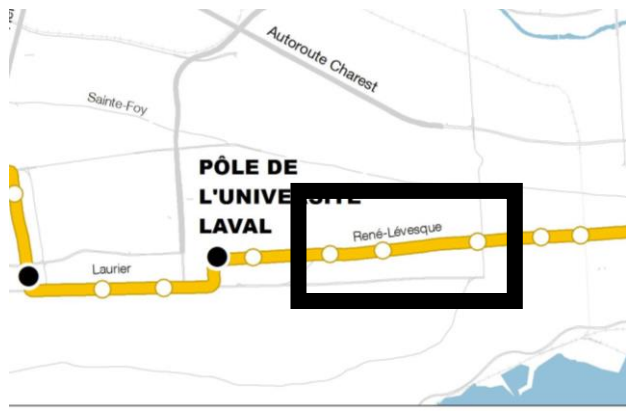 Autoroute Charest
Sainte-Foy
PÔLE DE
L'UNIVERSITÉ
LAVAL
René-Lévesque
Laurier